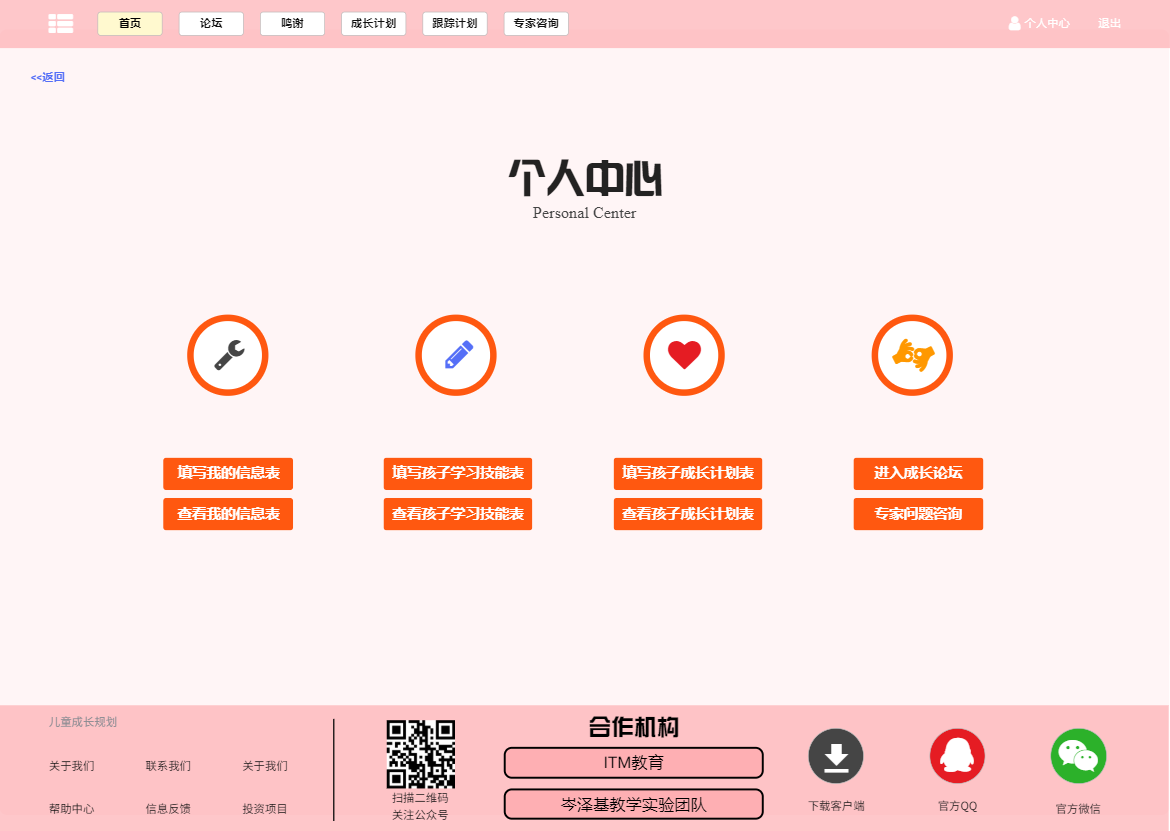 首页 论坛 鸣谢 成长计划 跟踪计划 专家咨询 个人中心 退出
<<返回
个人中心
Personal Center
填写我的信息表 填写孩子学习技能表 填写孩子成长计划表 进入成长论坛
查看我的信息表 查看孩子学习技能表 查看孩子成长计划表 专家问题咨询
儿童成长规划
关于我们 联系我们 关于我们
帮助中心 信息反馈 投资项目
扫描二维码
关注公众号
合作机构
ITM教育
岑泽基教学实验团队
下载客户端 官方QQ 官方微信